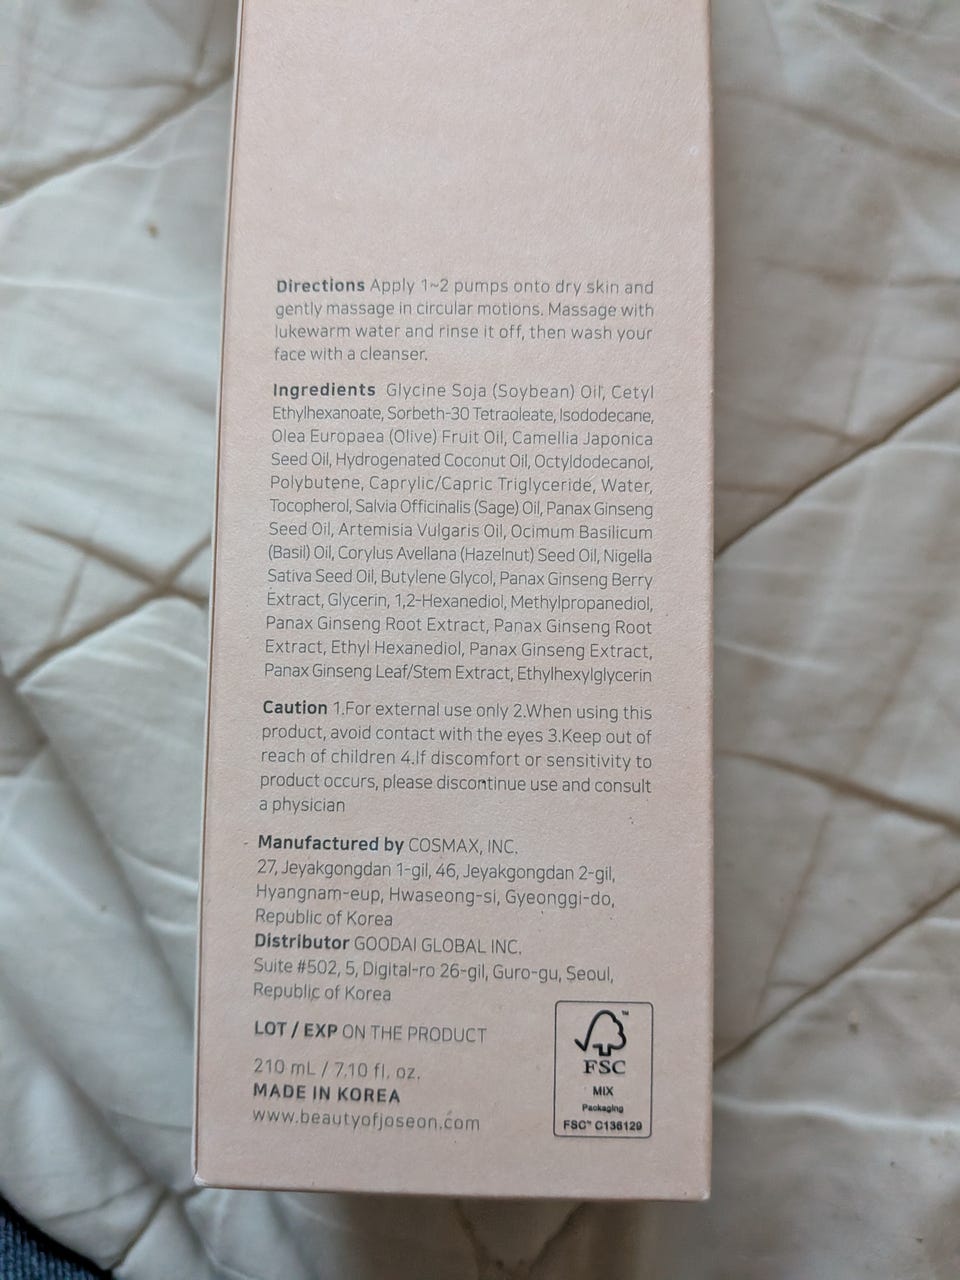 Directions Apply 1~2 pumps onto dry skin and
gently massage in circular motions. Massage with
lukewarm water and rinse it off, then wash your
face with a cleanser.
Ingredients Glycine Soja (Soybean) Oil, Cetyl
Ethylhexanoate, Sorbeth-30 Tetraoleate, Isododecane,
Olea Europaea (Olive) Fruit Oil, Camellia Japonica
Seed Oil, Hydrogenated Coconut Oil, Octyldodecanol,
Polybutene, Caprylic/Capric Triglyceride, Water,
Tocopherol, Salvia Officinalis (Sage) Oil, Panax Ginseng
Seed Oil, Artemisia Vulgaris Oil, Ocimum Basilicum
(Basil) Oil, Corylus Avellana (Hazelnut) Seed Oil, Nigella
Sativa Seed Oil, Butylene Glycol, Panax Ginseng Berry
Extract, Glycerin, 1,2-Hexanediol, Methylpropanediol,
Panax Ginseng Root Extract, Panax Ginseng Root
Extract, Ethyl Hexanediol, Panax Ginseng Extract,
Panax Ginseng Leaf/Stem Extract, Ethylhexylglycerin
Caution 1.For external use only 2.When using this
product, avoid contact with the eyes 3.Keep out of
reach of children 4.If discomfort or sensitivity to
product occurs, please discontinue use and consult
a physician
Manufactured by COSMAX, INC.
27, Jeyakgongdan 1-gil, 46, Jeyakgongdan 2-gil,
Hyangnam-eup, Hwaseong-si, Gyeonggi-do,
Republic of Korea
Distributor GOODAI GLOBAL INC.
Suite #502, 5, Digital-ro 26-gil, Guro-gu, Seoul,
Republic of Korea
LOT / EXP ON THE PRODUCT
210 mL / 7.10 fl. oz.
MADE IN KOREA
www.beautyofjoseon.com
™
FSC
MIX
Packaging
FSC™ C136129